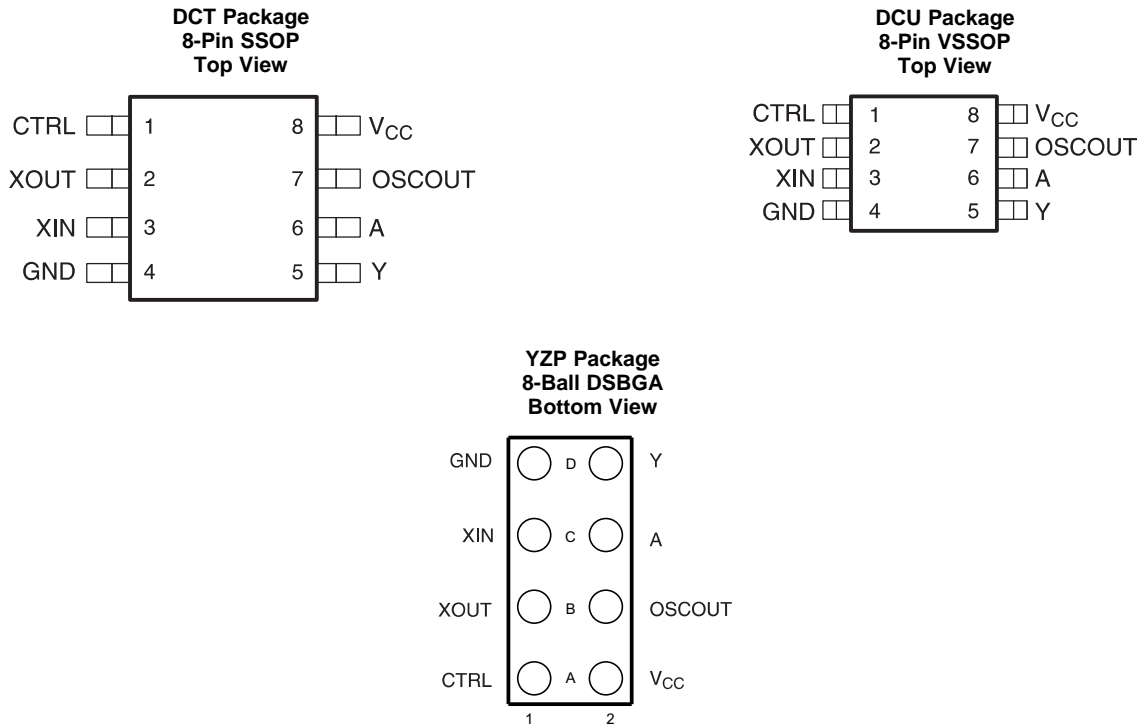 DCT Package
8-Pin SSOP
Top View
CTRL 1 8 VCC
XOUT 2 7 OSCOUT
XIN 3 6 A
GND 4 5 Y
DCU Package
8-Pin VSSOP
Top View
CTRL 1 8 VCC
XOUT 2 7 OSCOUT
XIN 3 6 A
GND 4 5 Y
YZP Package
8-Ball DSBGA
Bottom View
GND D Y
XIN C A
XOUT B OSCOUT
CTRL A VCC
1 2